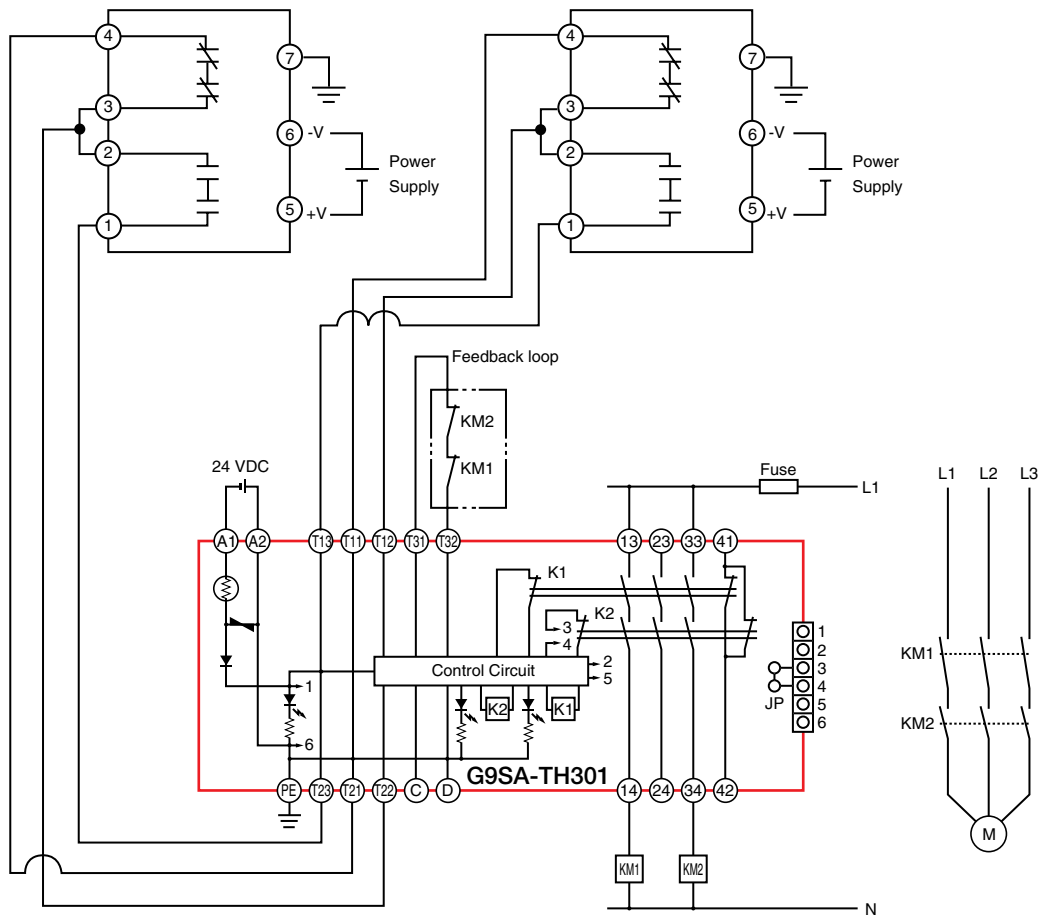 4
3
2
1
7
6
-V
5
+V
Power
Supply
4
3
2
1
7
6
-V
5
+V
Power
Supply
Feedback loop
KM2
KM1
24 VDC
Fuse
L1
L1
L2
L3
A1
A2
T13
T11
T12
T31
T32
13
23
33
41
K1
K2
3
4
Control Circuit
2
5
1
K2
K1
6
1
2
3
4
5
6
JP
KM1
KM2
G9SA-TH301
PE
T23
T21
T22
C
D
14
24
34
42
M
KM1
KM2
N